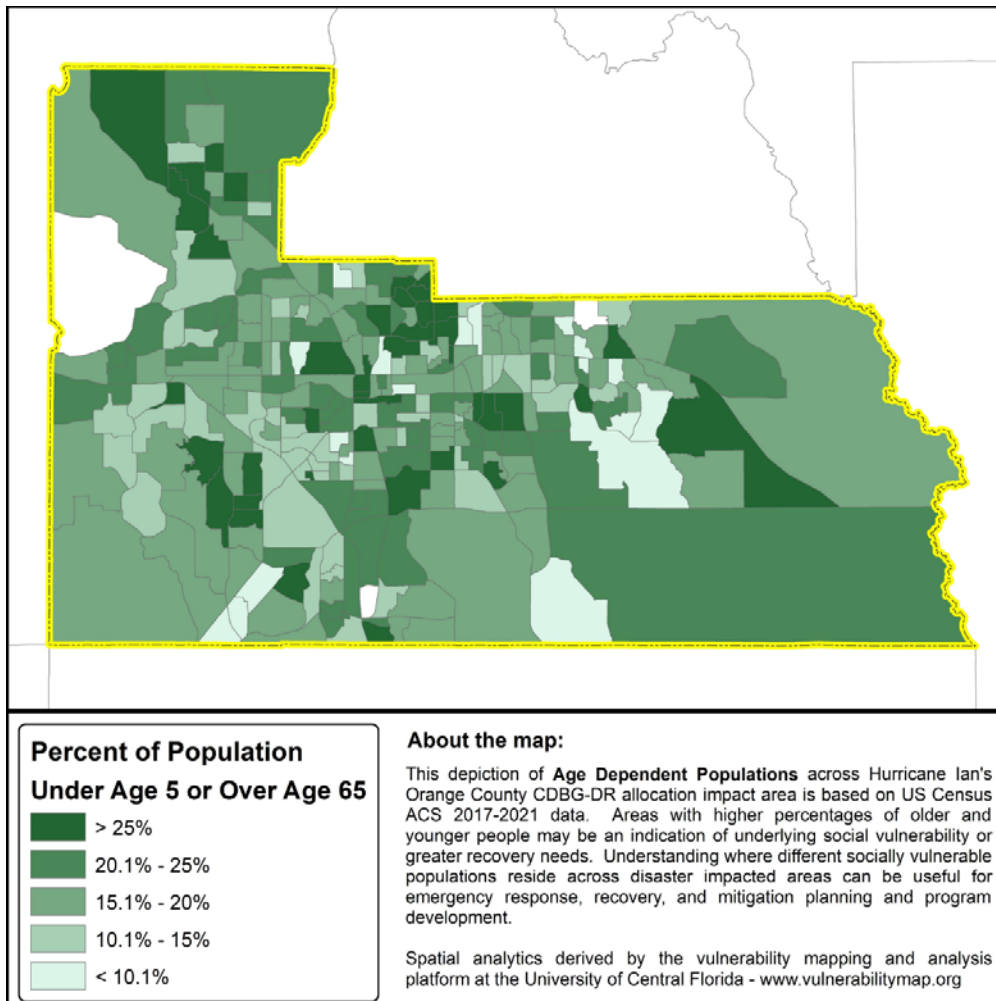 Percent of Population
Under Age 5 or Over Age 65
> 25%
20.1% - 25%
15.1% - 20%
10.1% - 15%
< 10.1%
About the map:
This depiction of Age Dependent Populations across Hurricane Ian's
Orange County CDBG-DR allocation impact area is based on US Census
ACS 2017-2021 data. Areas with higher percentages of older and
younger people may be an indication of underlying social vulnerability or
greater recovery needs. Understanding where different socially vulnerable
populations reside across disaster impacted areas can be useful for
emergency response, recovery, and mitigation planning and program
development.
Spatial analytics derived by the vulnerability mapping and analysis
platform at the University of Central Florida - www.vulnerabilitymap.org